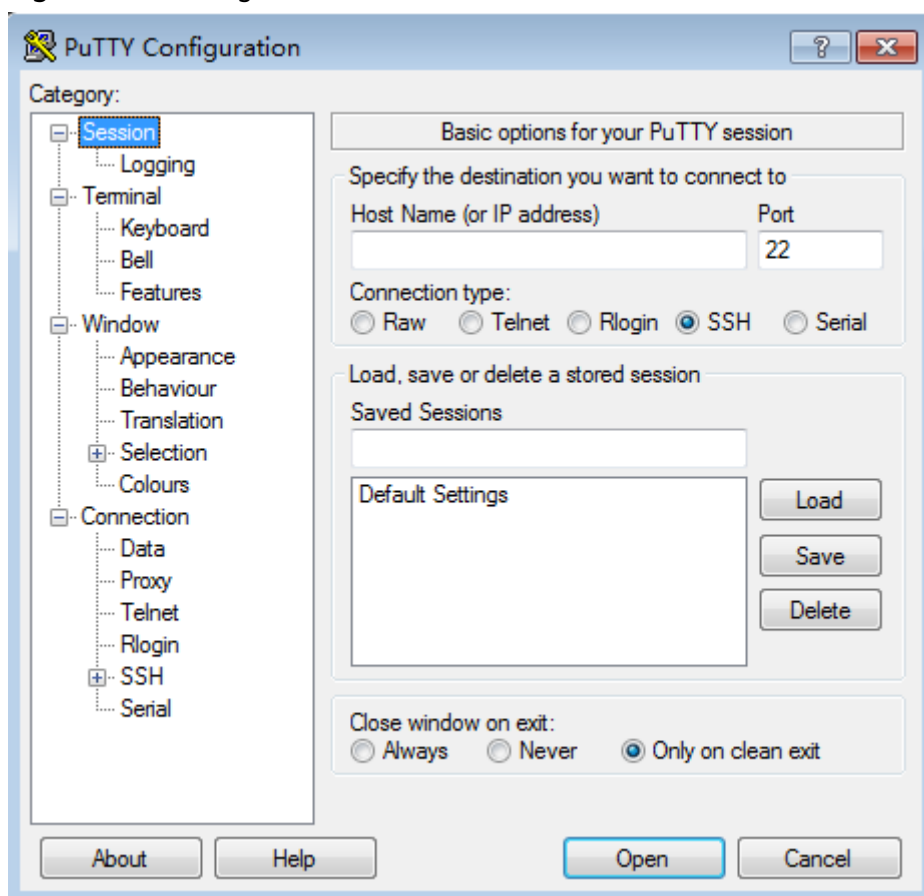 PuTTY Configuration
Category:
Session
Logging
Terminal
Keyboard
Bell
Features
Window
Appearance
Behaviour
Translation
Selection
Colours
Connection
Data
Proxy
Telnet
Rlogin
SSH
Serial
Basic options for your PuTTY session
Specify the destination you want to connect to
Host Name (or IP address) Port
22
Connection type:
Raw Telnet Rlogin SSH Serial
Load, save or delete a stored session
Saved Sessions
Default Settings
Load
Save
Delete
Close window on exit:
Always Never Only on clean exit
About Help Open Cancel